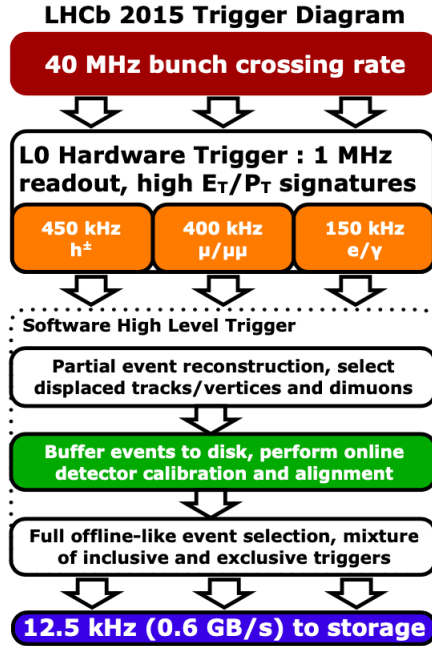 LHCb 2015 Trigger Diagram
40 MHz bunch crossing rate
L0 Hardware Trigger : 1 MHz
readout, high ET/PT signatures
450 kHz
h±
400 kHz
μ/μμ
150 kHz
e/γ
Software High Level Trigger
Partial event reconstruction, select
displaced tracks/vertices and dimuons
Buffer events to disk, perform online
detector calibration and alignment
Full offline-like event selection, mixture
of inclusive and exclusive triggers
12.5 kHz (0.6 GB/s) to storage